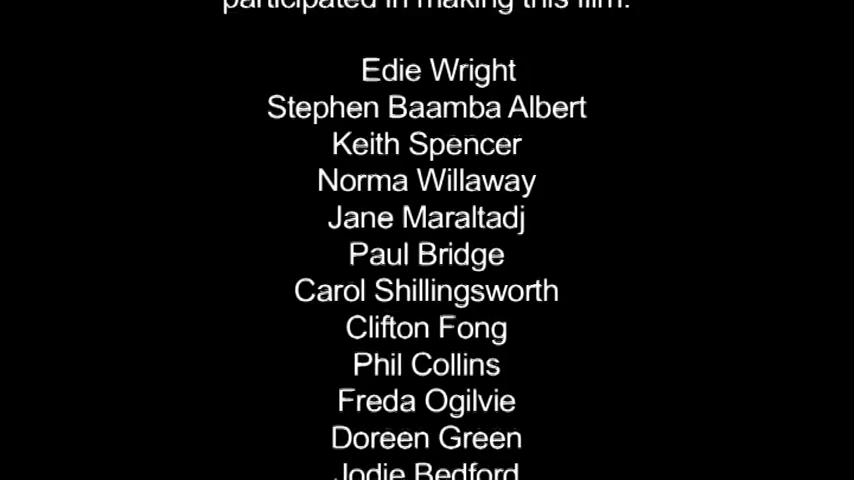 participated in making this film.
Edie Wright
Stephen Baamba Albert
Keith Spencer
Norma Willaway
Jane Maraltadj
Paul Bridge
Carol Shillingsworth
Clifton Fong
Phil Collins
Freda Ogilvie
Doreen Green
Jodie Bedford